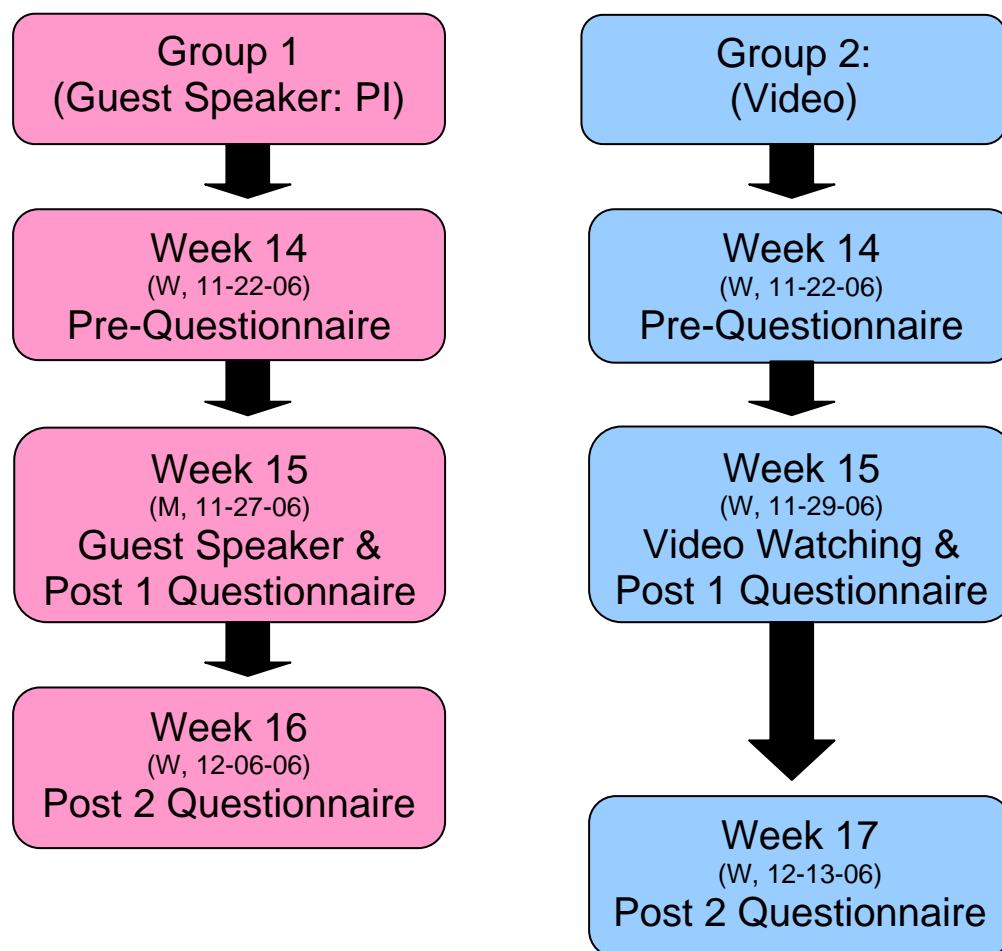 Group 1
(Guest Speaker: PI)
Week 14
(W, 11-22-06)
Pre-Questionnaire
Week 15
(M, 11-27-06)
Guest Speaker &
Post 1 Questionnaire
Week 16
(W, 12-06-06)
Post 2 Questionnaire
Group 2:
(Video)
Week 14
(W, 11-22-06)
Pre-Questionnaire
Week 15
(W, 11-29-06)
Video Watching &
Post 1 Questionnaire
Week 17
(W, 12-13-06)
Post 2 Questionnaire